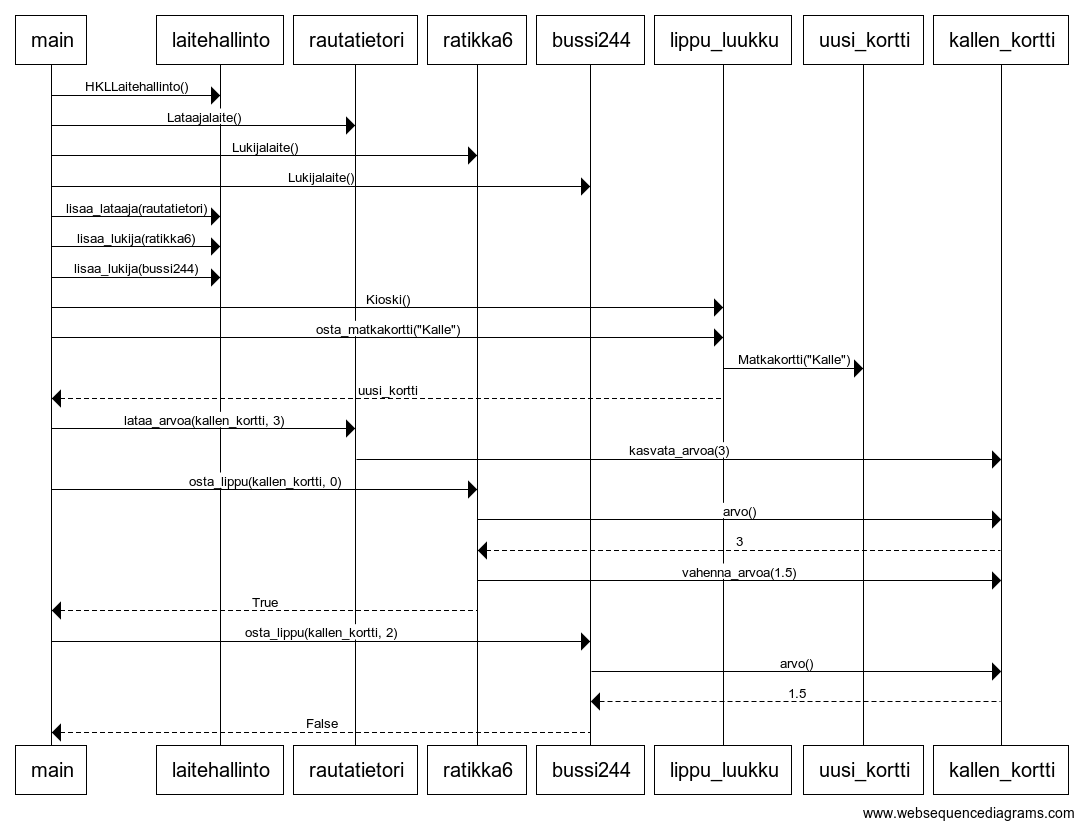 main laitehallinto rautatietori ratikka6 bussi244 lippu_luukku uusi_kortti kallen_kortti
HKLLaitehallinto()
Lataajalaite()
Lukijalaite()
Lukijalaite()
lisaa_lataaja(rautatietori)
lisaa_lukija(ratikka6)
lisaa_lukija(bussi244)
Kioski()
osta_matkakortti("Kalle")
Matkakortti("Kalle")
uusi_kortti
lataa_arvoa(kallen_kortti, 3)
kasvata_arvoa(3)
osta_lippu(kallen_kortti, 0)
arvo()
3
vahenna_arvoa(1.5)
True
osta_lippu(kallen_kortti, 2)
arvo()
1.5
False
main laitehallinto rautatietori ratikka6 bussi244 lippu_luukku uusi_kortti kallen_kortti
www.websequencediagrams.com